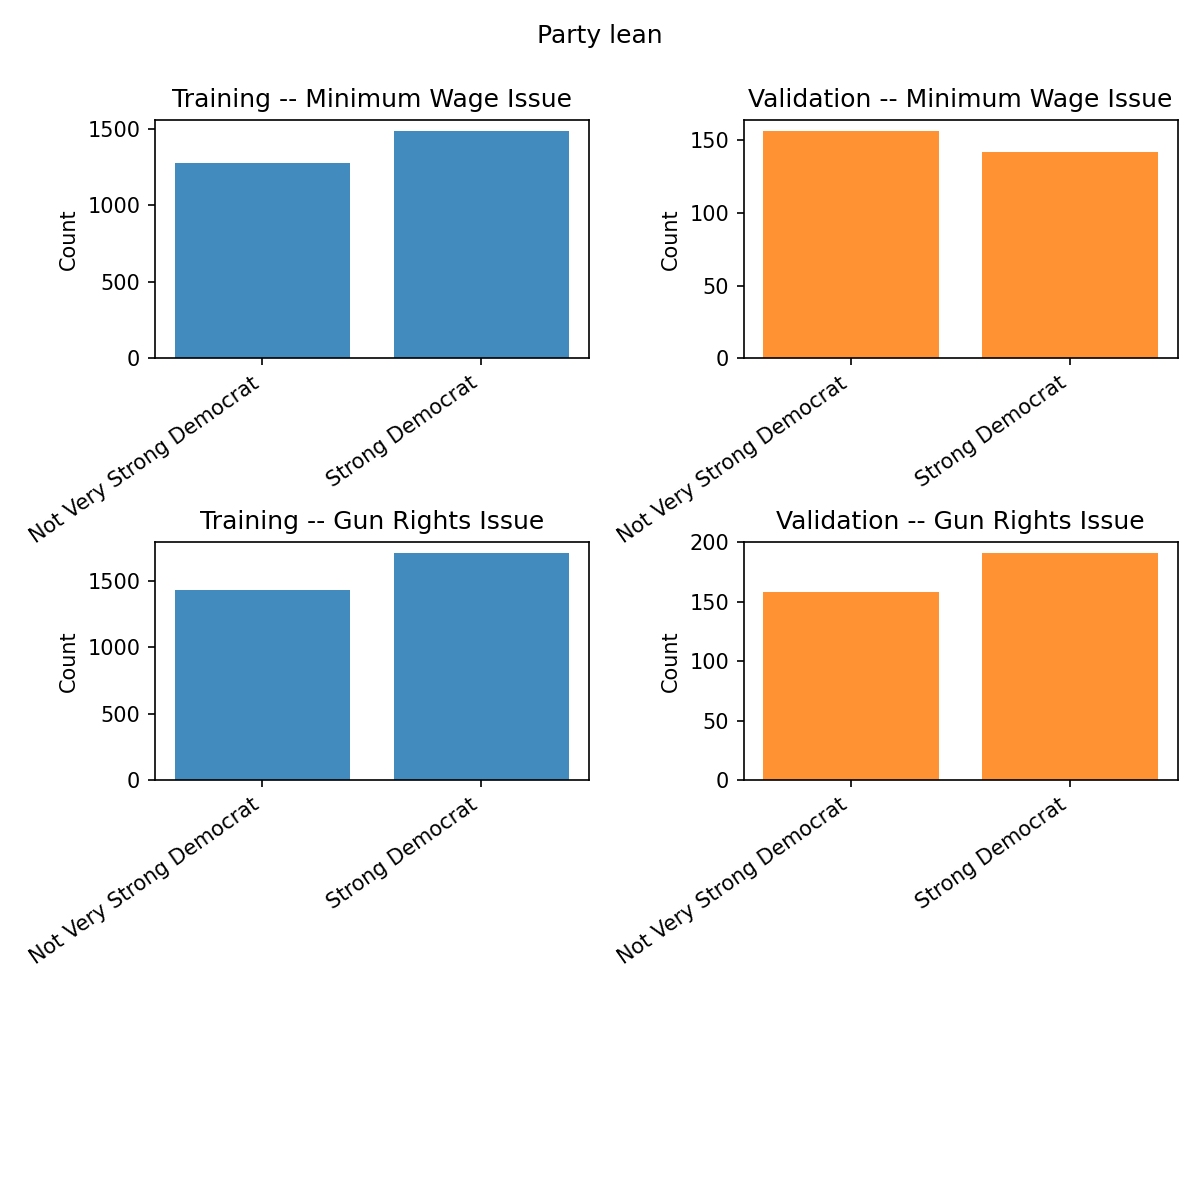 Party lean
Training -- Minimum Wage Issue
Count
1500
1000
500
0
Not Very Strong Democrat
Strong Democrat
Validation -- Minimum Wage Issue
Count
150
100
50
0
Not Very Strong Democrat
Strong Democrat
Training -- Gun Rights Issue
Count
1500
1000
500
0
Not Very Strong Democrat
Strong Democrat
Validation -- Gun Rights Issue
Count
200
150
100
50
0
Not Very Strong Democrat
Strong Democrat